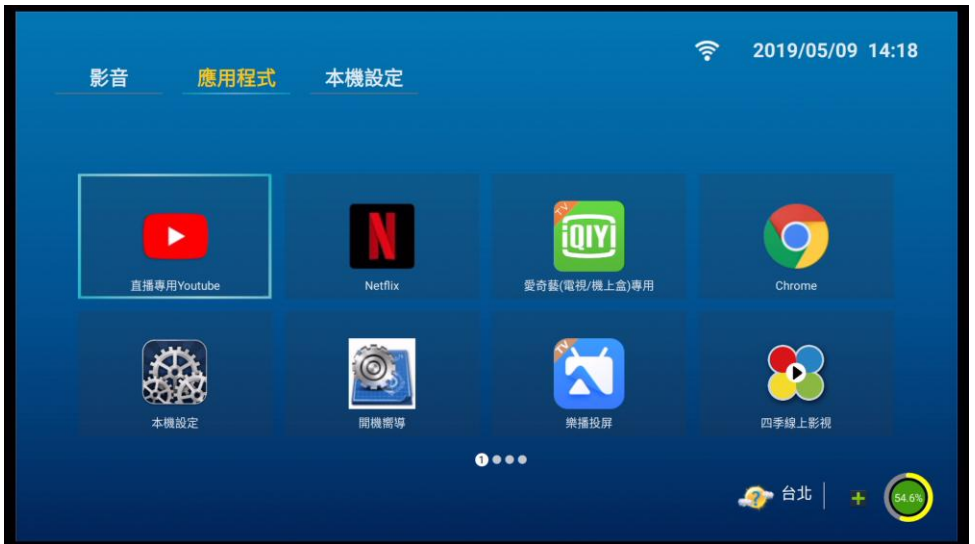 2019/05/09 14:18
影音 應用程式 本機設定
TV
直播專用Youtube
N
Netflix
iQIYI
愛奇藝(電視/機上盒)專用
Chrome
本機設定
開機嚮導
TV
樂播投屏
四季線上影視
1
台北
54.6%